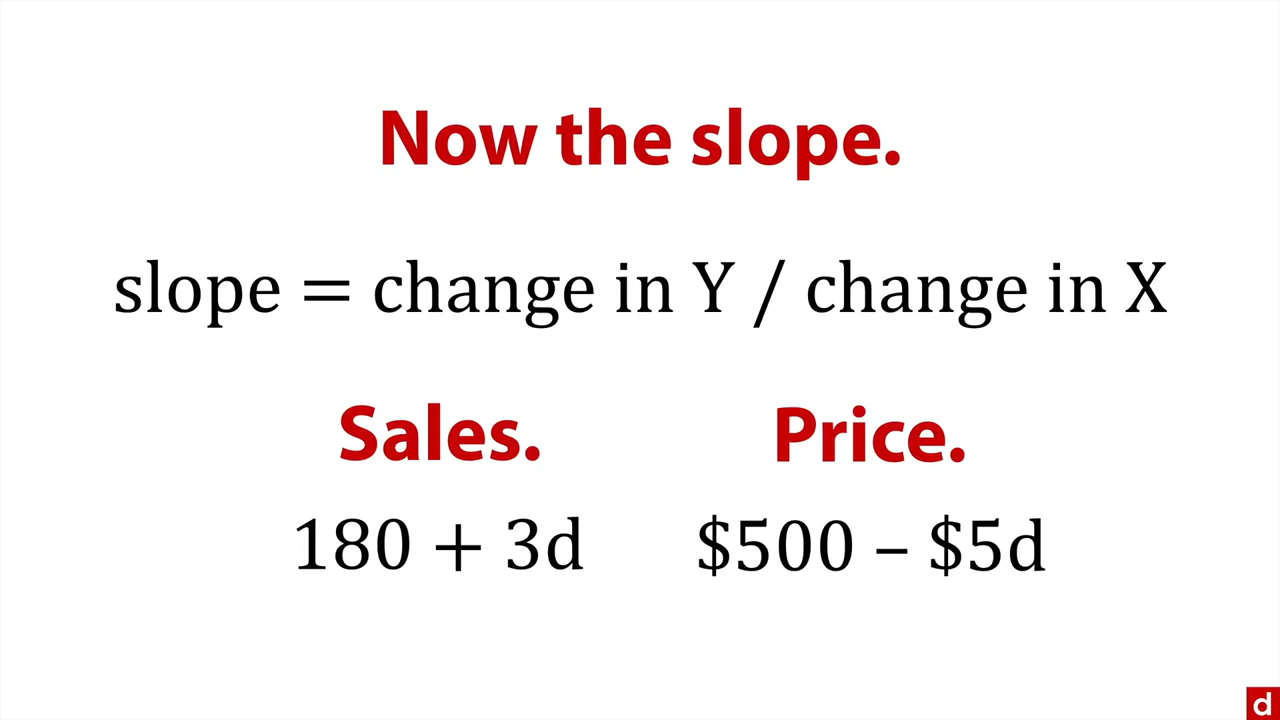 Now the slope.
slope = change in Y / change in X
Sales. Price.
180 + 3d $500 – $5d
d